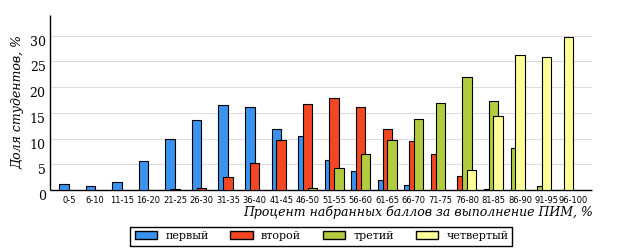 Доля студентов, %
30
25
20
15
10
5
0
0-5 6-10 11-15 16-20 21-25 26-30 31-35 36-40 41-45 46-50 51-55 56-60 61-65 66-70 71-75 76-80 81-85 86-90 91-95 96-100
Процент набранных баллов за выполнение ПИМ, %
первый второй третий четвертый